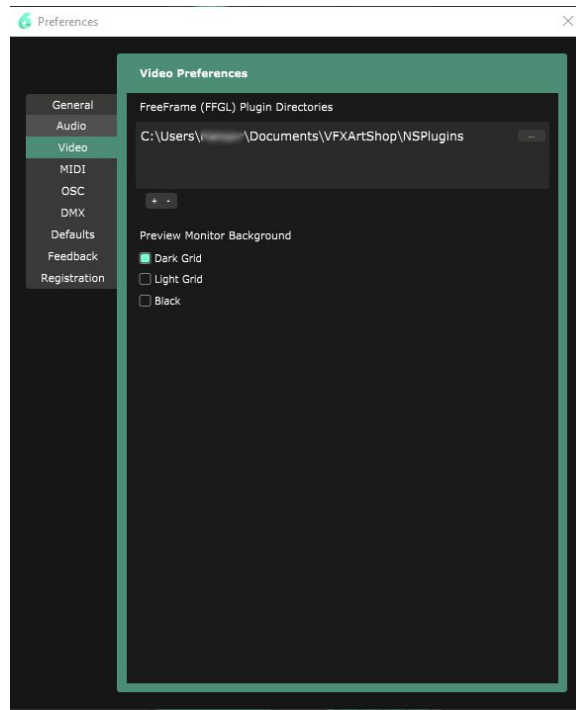 Preferences
Video Preferences
General
Audio
Video
MIDI
OSC
DMX
Defaults
Feedback
Registration
FreeFrame (FFGL) Plugin Directories
C:\Users\ \Documents\VFXArtShop\NSPlugins
...
+ -
Preview Monitor Background
Dark Grid
Light Grid
Black